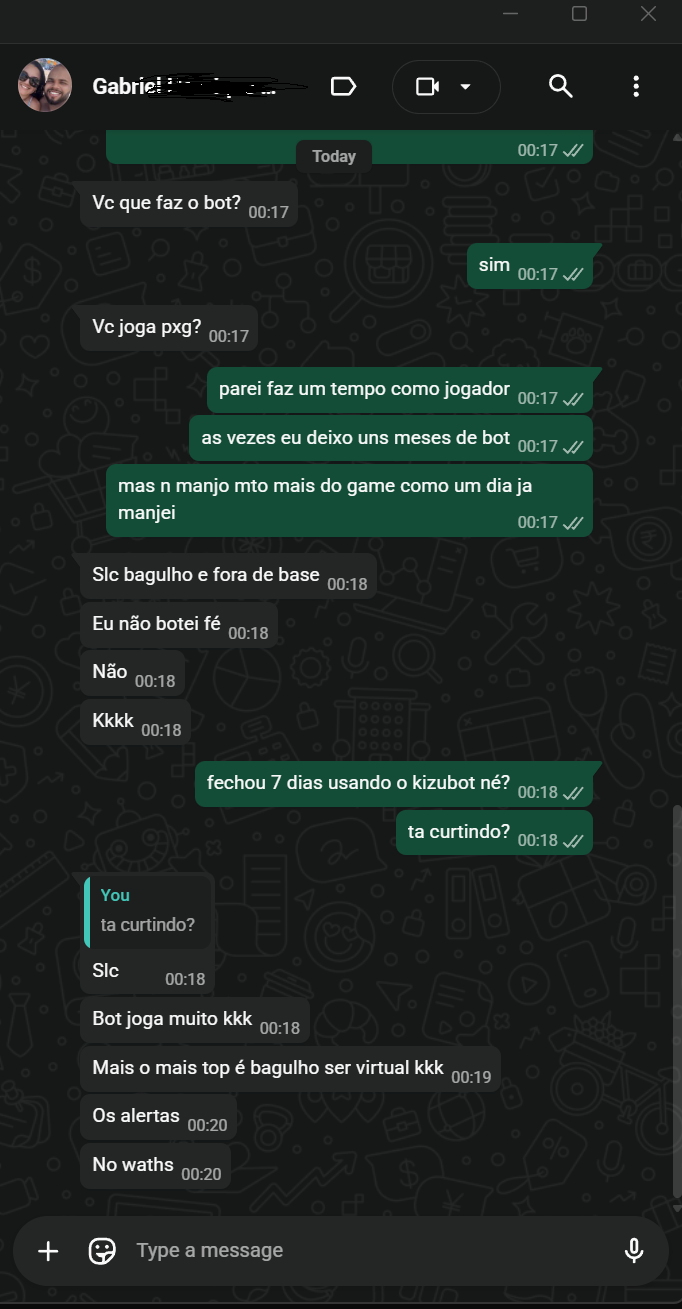 Gabriel
00:17
Today
Vc que faz o bot? 00:17
sim 00:17
Vc joga pxg? 00:17
parei faz um tempo como jogador 00:17
as vezes eu deixo uns meses de bot 00:17
mas n manjo mto mais do game como um dia ja
manjei 00:17
Slc bagulho e fora de base 00:18
Eu não botei fé 00:18
Não 00:18
Kkkk 00:18
fechou 7 dias usando o kizubot né? 00:18
ta curtindo? 00:18
You
ta curtindo?
Slc 00:18
Bot joga muito kkk 00:18
Mais o mais top é bagulho ser virtual kkk 00:19
Os alertas 00:20
No waths 00:20
Type a message